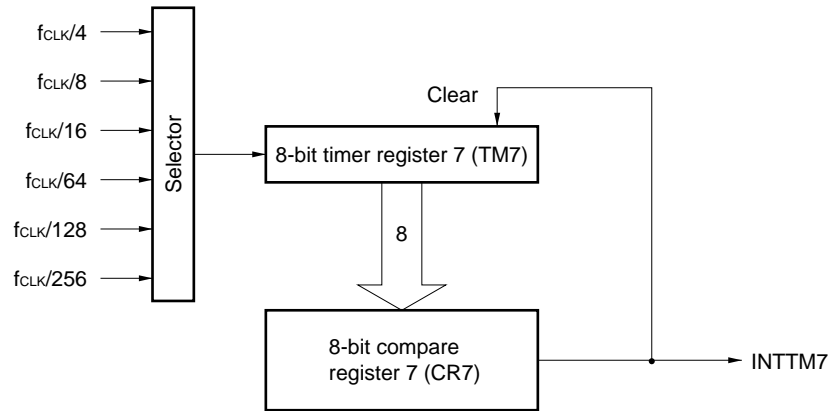 fCLK/4
fCLK/8
fCLK/16
fCLK/64
fCLK/128
fCLK/256
Selector
Clear
8-bit timer register 7 (TM7)
8
8-bit compare
register 7 (CR7)
INTTM7